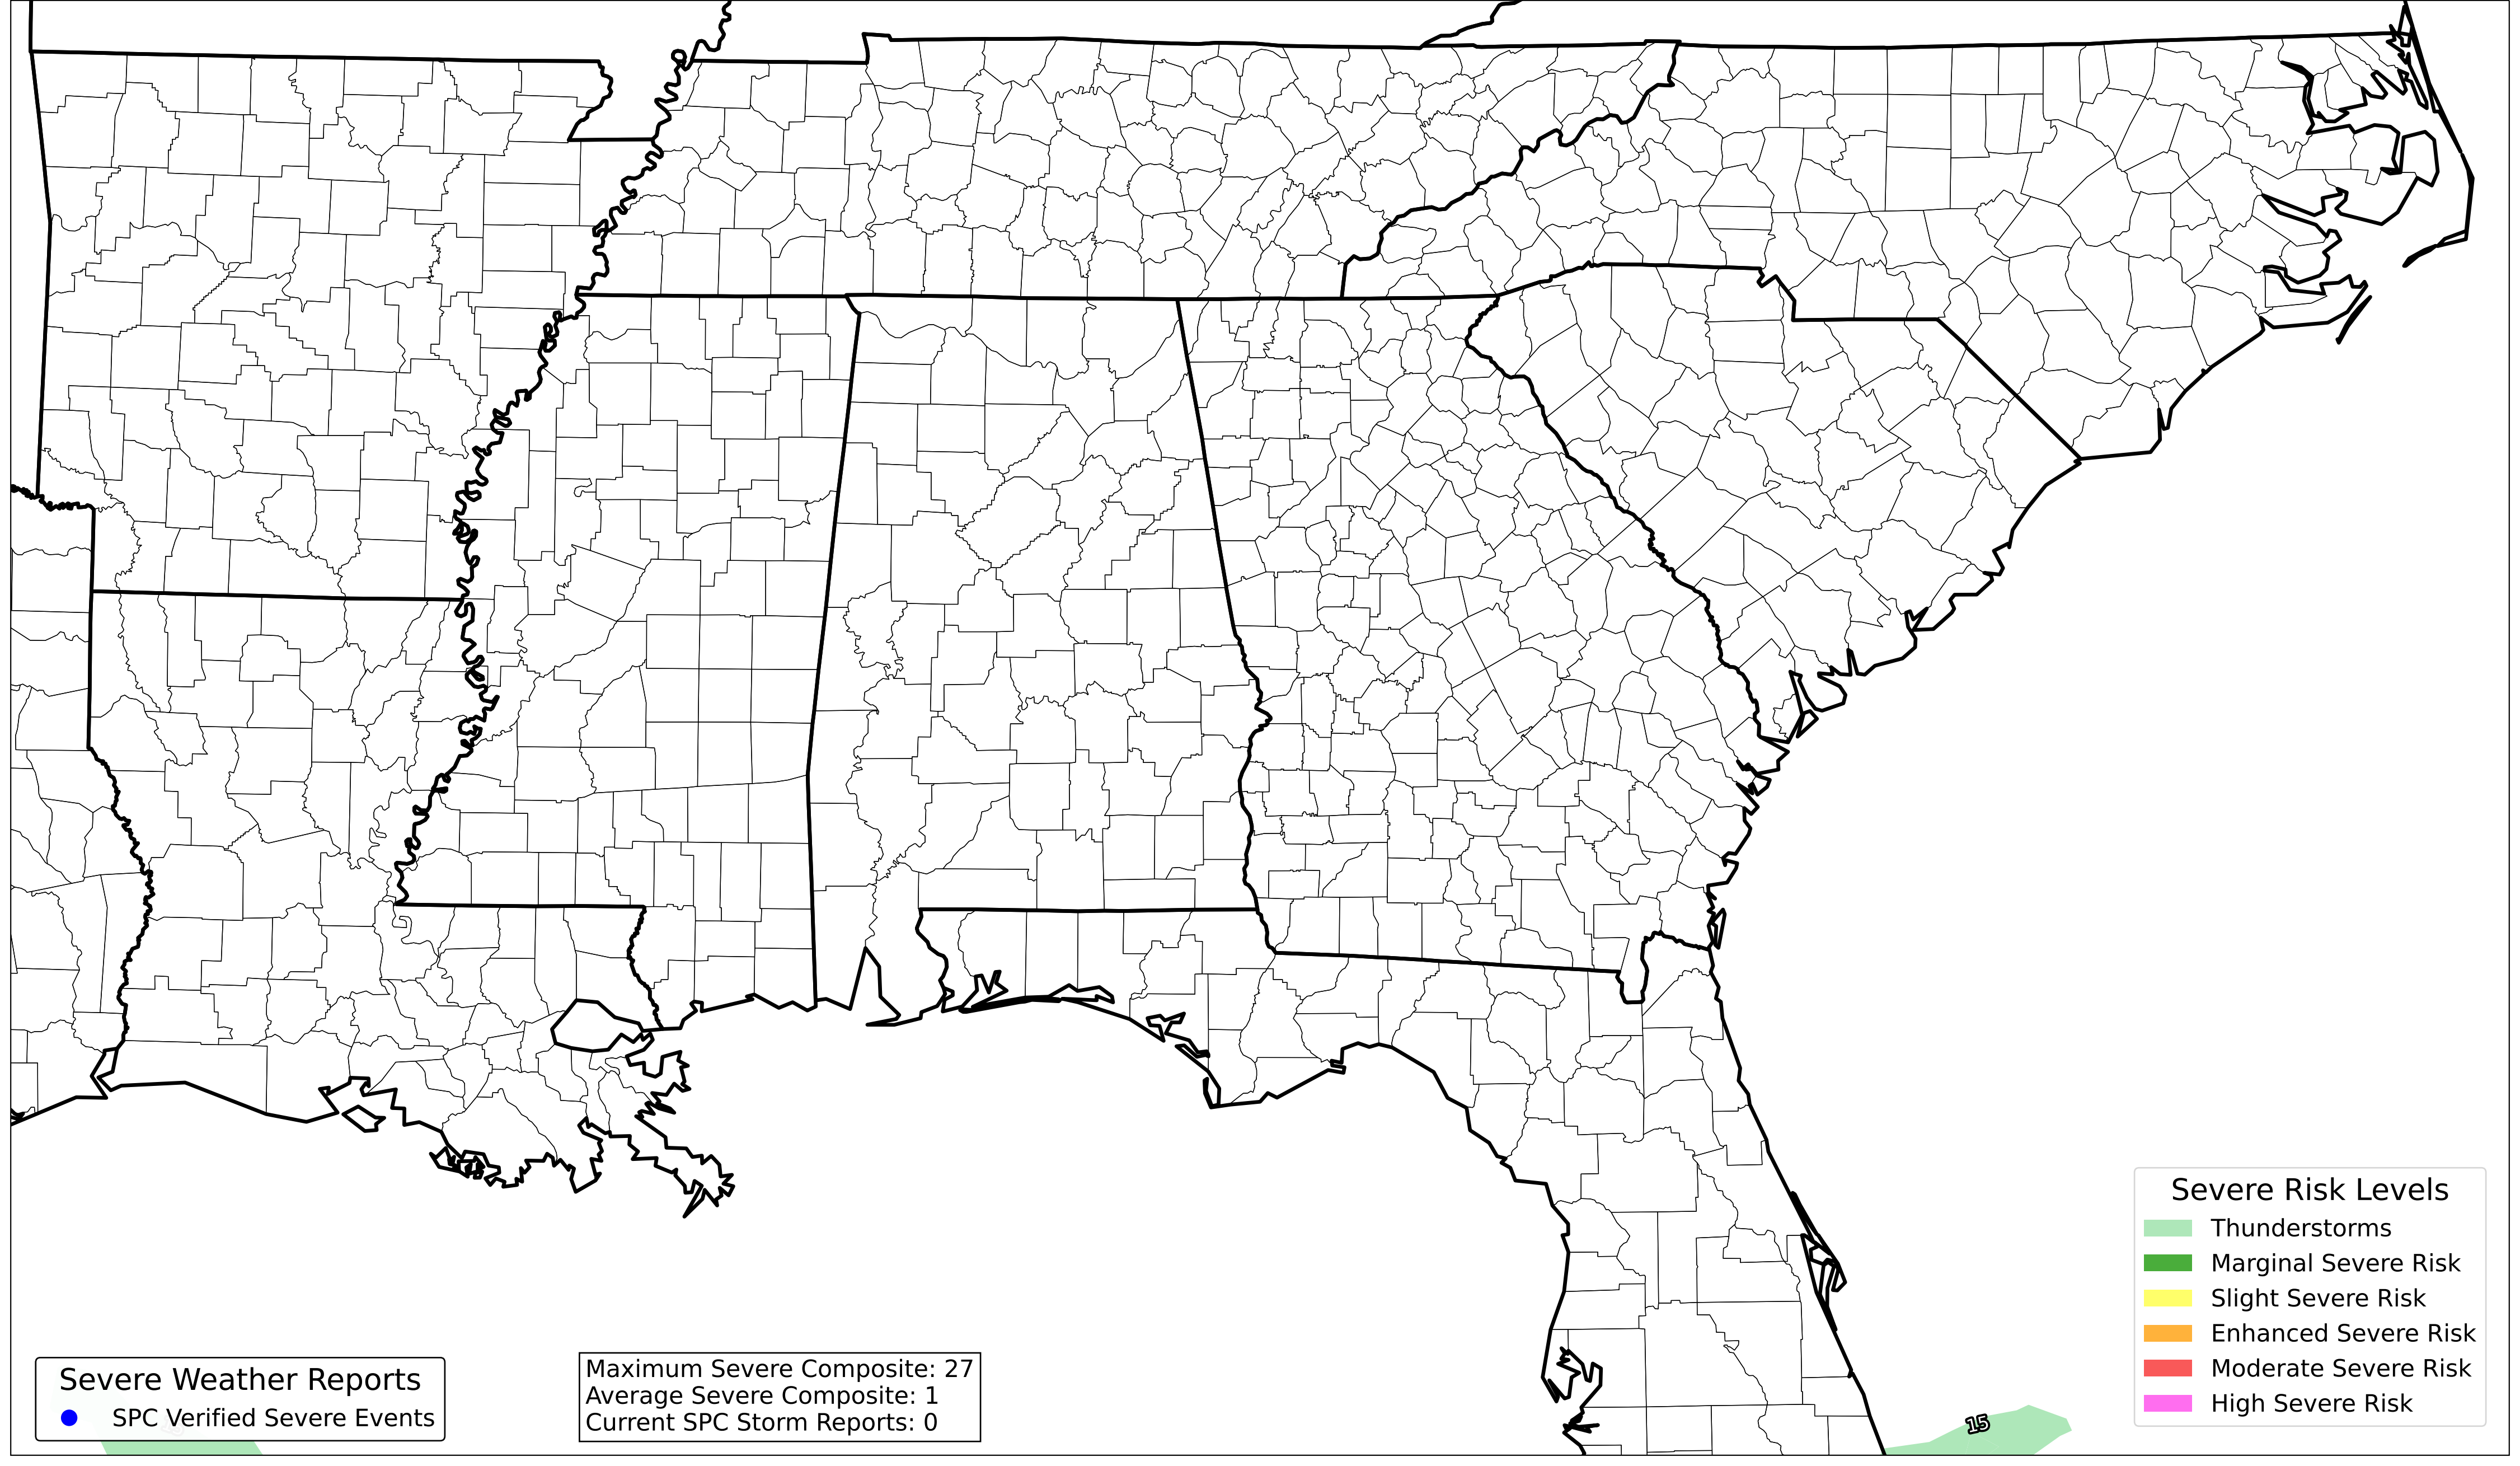 Severe Weather Reports
SPC Verified Severe Events
Maximum Severe Composite: 27
Average Severe Composite: 1
Current SPC Storm Reports: 0
15
Severe Risk Levels
Thunderstorms
Marginal Severe Risk
Slight Severe Risk
Enhanced Severe Risk
Moderate Severe Risk
High Severe Risk